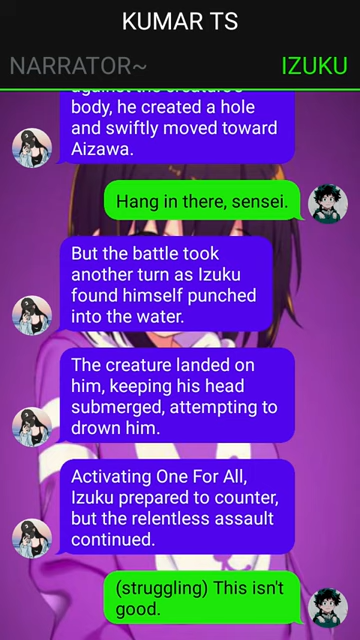 KUMAR TS
NARRATOR~
IZUKU
against the creature's
body, he created a hole
and swiftly moved toward
Aizawa.
Hang in there, sensei.
But the battle took
another turn as Izuku
found himself punched
into the water.
The creature landed on
him, keeping his head
submerged, attempting to
drown him.
Activating One For All,
Izuku prepared to counter,
but the relentless assault
continued.
(struggling) This isn't
good.